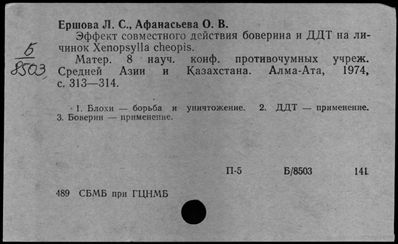 Ершова Л. С., Афанасьева О. В.
Эффект совместного действия боверина и ДДТ на ли-
чинок Xenopsylla cheopis.
Б
8503
Матер. 8 науч. конф. противочумных учреж.
Средней Азии и Казахстана. Алма-Ата, 1974,
с. 313—314.
1. Блохи — борьба и уничтожение. 2. ДДТ — применение.
3. Боверин — применение.
П-5 Б/8503 141
489 СБМБ при ГЦНМБ